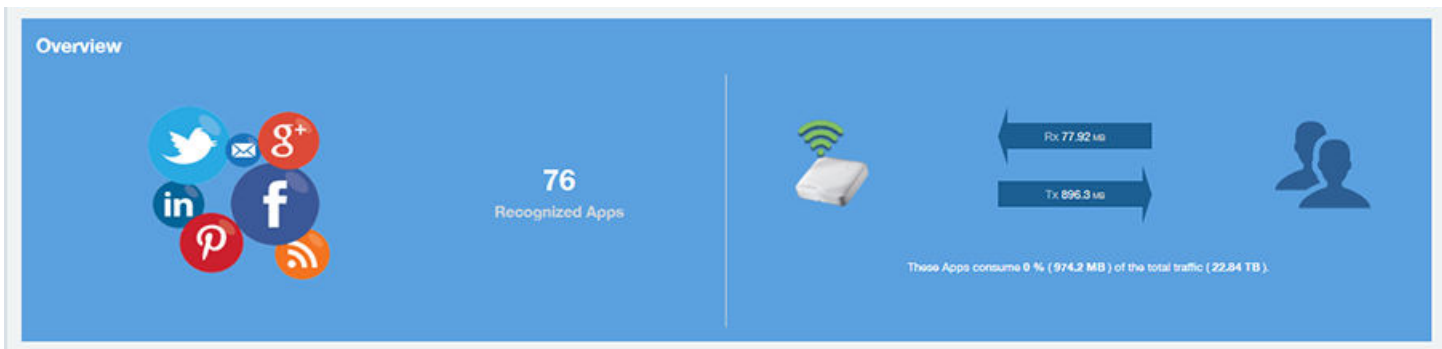 Overview
g+
in
f
76
Recognized Apps
Rx 77.92 MB
Tx 896.3 MB
These Apps consume 0 % ( 974.2 MB ) of the total traffic ( 22.84 TB ).